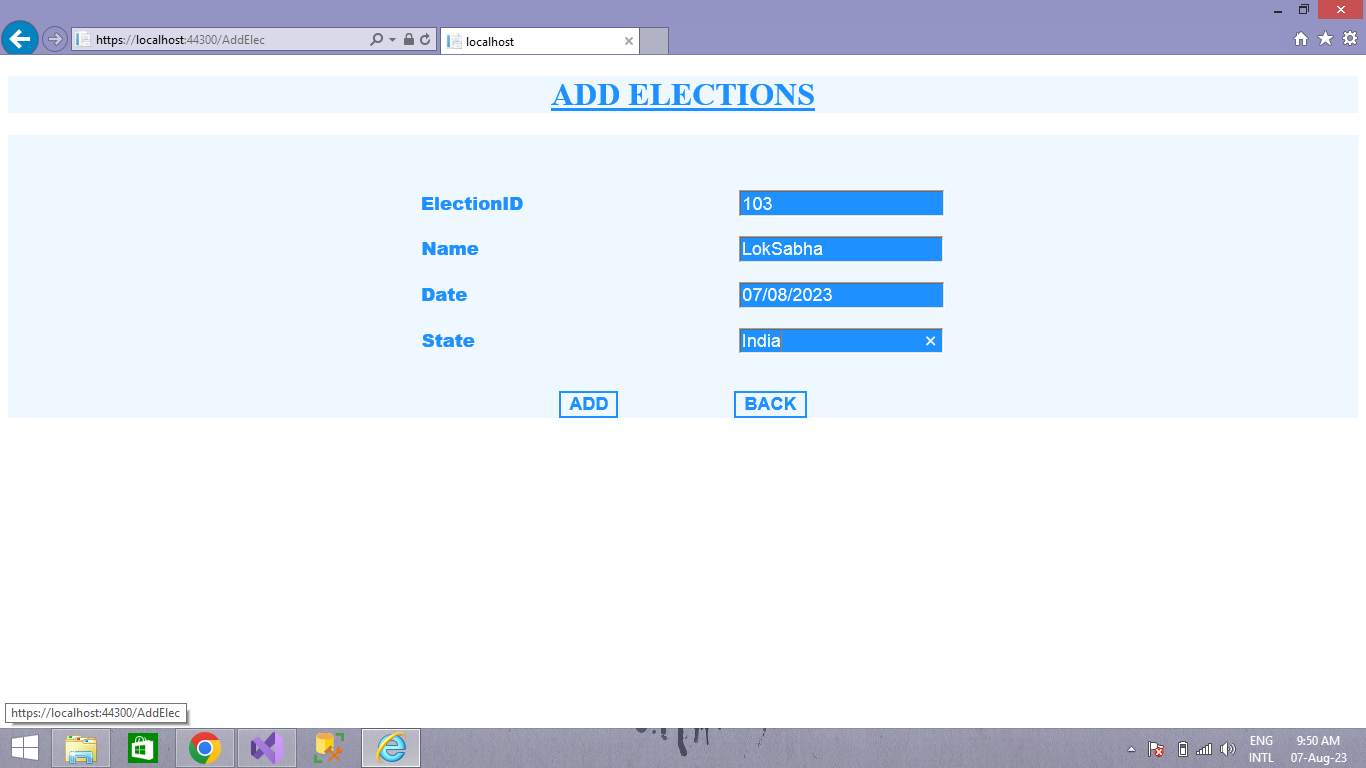 https://localhost:44300/AddElec
localhost
ADD ELECTIONS
ElectionID 103
Name LokSabha
Date 07/08/2023
State India
ADD BACK
https://localhost:44300/AddElec
ENG 9:50 AM
INTL 07-Aug-23